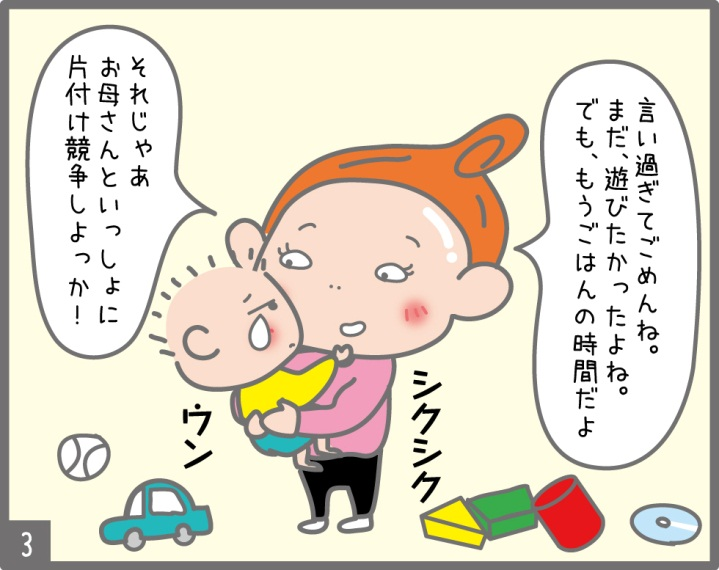 言い過ぎてごめんね。
まだ、遊びたかったよね。
でも、もうごはんの時間だよ
それじゃあ
お母さんといっしょに
片付け競争しよっか！
シクシク
ウン
3